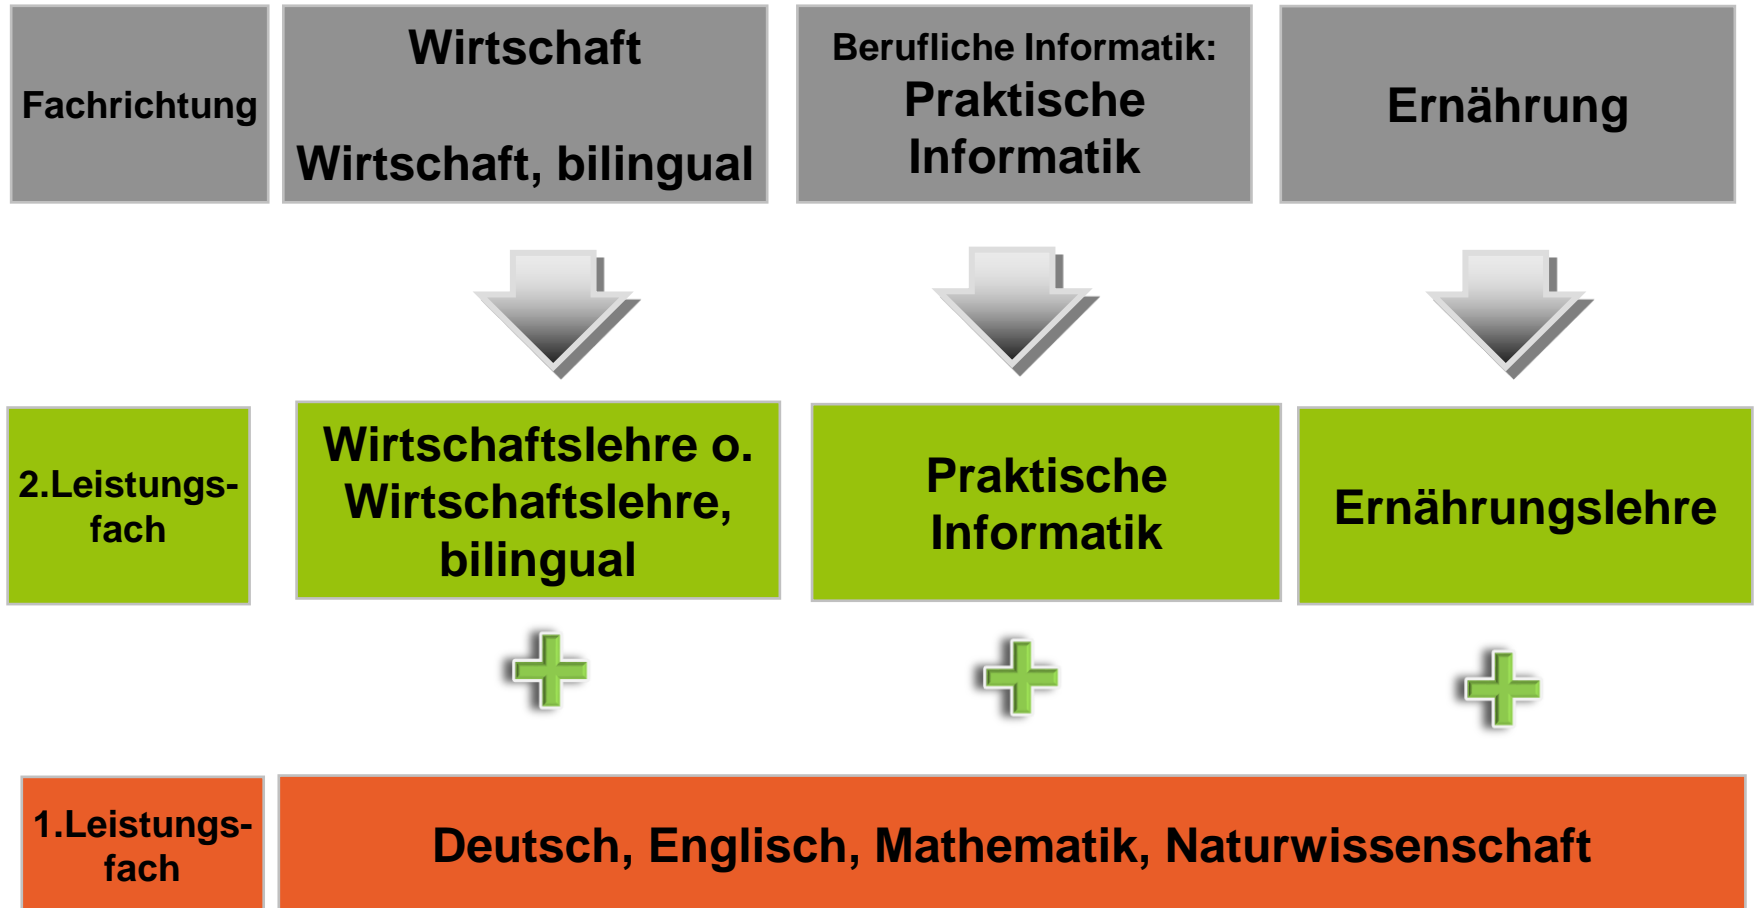 Fachrichtung
Wirtschaft
Wirtschaft, bilingual
Berufliche Informatik:
Praktische
Informatik
Ernährung
2.Leistungs-
fach
Wirtschaftslehre o.
Wirtschaftslehre,
bilingual
Praktische
Informatik
Ernährungslehre
1.Leistungs-
fach
Deutsch, Englisch, Mathematik, Naturwissenschaft